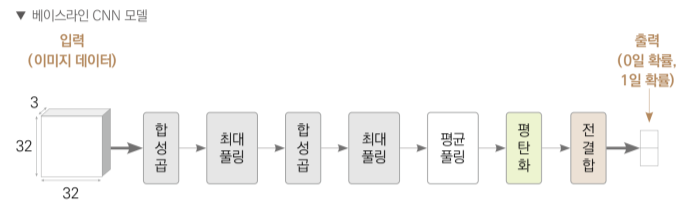 ▼ 베이스라인 CNN 모델
입력
(이미지 데이터)
출력
(0일 확률,
1일 확률)
3
32
32
합
성
곱
최대
풀링
합
성
곱
최대
풀링
평균
풀링
평
탄
화
전
결
합